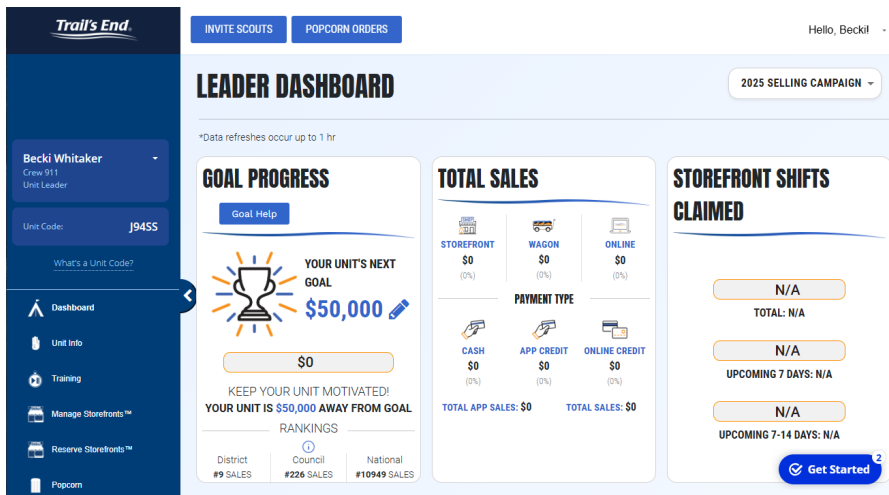 Trail's End®
INVITE SCOUTS
POPCORN ORDERS
Hello, Becki!
LEADER DASHBOARD
2025 SELLING CAMPAIGN
*Data refreshes occur up to 1 hr
Becki Whitaker
Crew 911
Unit Leader
Unit Code: J94SS
What's a Unit Code?
Dashboard
Unit Info
Training
Manage Storefronts™
Reserve Storefronts™
Popcorn
GOAL PROGRESS
Goal Help
YOUR UNIT'S NEXT
GOAL
$50,000
$0
KEEP YOUR UNIT MOTIVATED!
YOUR UNIT IS $50,000 AWAY FROM GOAL
RANKINGS
District Council National
#9 SALES #226 SALES #10949 SALES
TOTAL SALES
STOREFRONT WAGON ONLINE
$0 $0 $0
(0%) (0%) (0%)
PAYMENT TYPE
CASH APP CREDIT ONLINE CREDIT
$0 $0 $0
(0%) (0%) (0%)
TOTAL APP SALES: $0 TOTAL SALES: $0
STOREFRONT SHIFTS
CLAIMED
N/A
TOTAL: N/A
N/A
UPCOMING 7 DAYS: N/A
N/A
UPCOMING 7-14 DAYS: N/A
Get Started
2